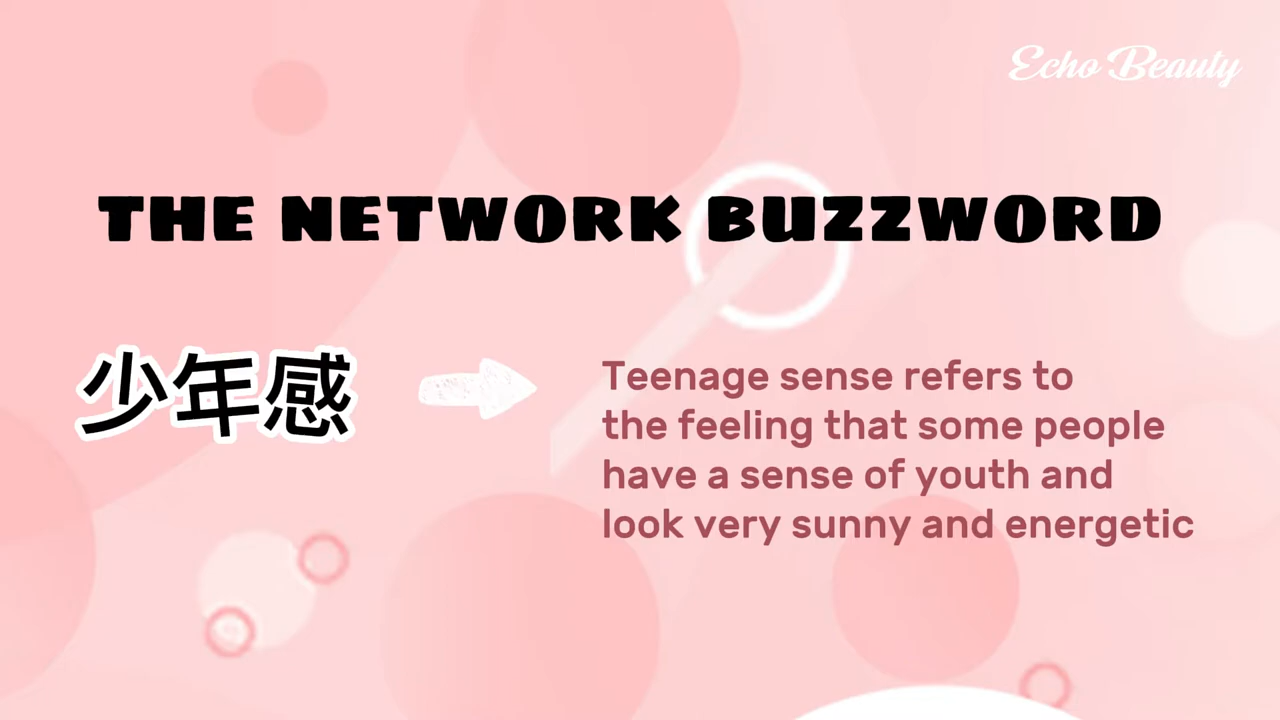 Echo Beauty
THE NETWORK BUZZWORD
少年感
Teenage sense refers to
the feeling that some people
have a sense of youth and
look very sunny and energetic